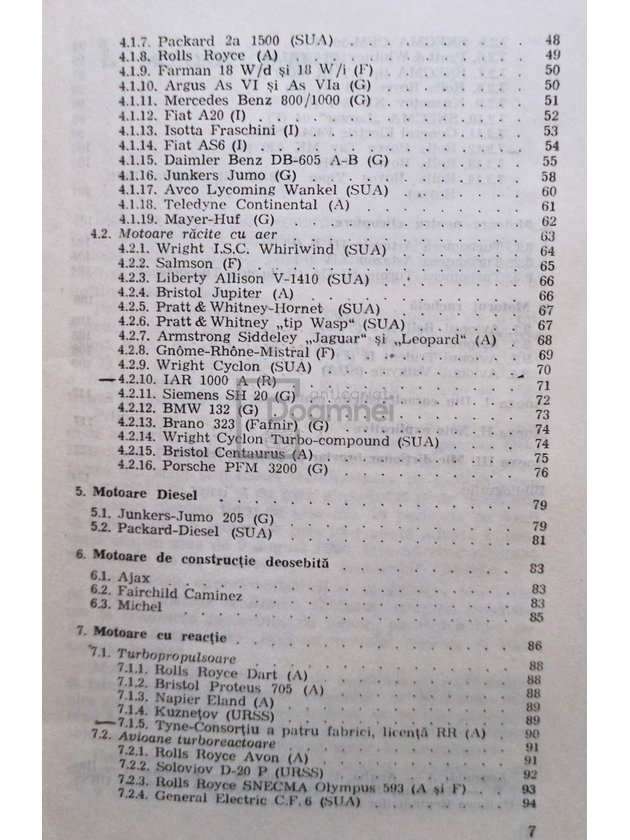 4.1.7. Packard 2a 1500 (SUA) . . . . . . . 48
4.1.8. Rolls Royce (A) . . . . . . . 49
4.1.9. Farman 18 W/d și 18 W/i (F) . . . . . . . 50
4.1.10. Argus As VI și As VIa (G) . . . . . . . 50
4.1.11. Mercedes Benz 800/1000 (G) . . . . . . . 51
4.1.12. Fiat A20 (I) . . . . . . . 52
4.1.13. Isotta Fraschini (I) . . . . . . . 53
4.1.14. Fiat AS6 (I) . . . . . . . 54
4.1.15. Daimler Benz DB-605 A-B (G) . . . . . . . 55
4.1.16. Junkers Jumo (G) . . . . . . . 58
4.1.17. Avco Lycoming Wankel (SUA) . . . . . . . 60
4.1.18. Teledyne Continental (A) . . . . . . . 61
4.1.19. Mayer-Huf (G) . . . . . . . 62
4.2. Motoare răcite cu aer . . . . . . . 63
4.2.1. Wright I.S.C. Whirlwind (SUA) . . . . . . . 64
4.2.2. Salmson (F) . . . . . . . 65
4.2.3. Liberty Allison V-1410 (SUA) . . . . . . . 66
4.2.4. Bristol Jupiter (A) . . . . . . . 66
4.2.5. Pratt & Whitney-Hornet (SUA) . . . . . . . 67
4.2.6. Pratt & Whitney „tip Wasp“ (SUA) . . . . . . . 67
4.2.7. Armstrong Siddeley „Jaguar“ și „Leopard“ (A) 68
4.2.8. Gnôme-Rhône-Mistral (F) . . . . . . . 69
4.2.9. Wright Cyclon (SUA) . . . . . . . 70
4.2.10. IAR 1000 A (R) . . . . . . . 71
4.2.11. Siemens SH 20 (G) . . . . . . . 72
4.2.12. BMW 132 (G) . . . . . . . 73
4.2.13. Brano 323 (Fafnir) (G) . . . . . . . 74
4.2.14. Wright Cyclon Turbo-compound (SUA) . . . . . . . 74
4.2.15. Bristol Centaurus (A) . . . . . . . 75
4.2.16. Porsche PFM 3200 (G) . . . . . . . 76
anticariat
Doamnei
5. Motoare Diesel . . . . . . . 79
5.1. Junkers-Jumo 205 (G) . . . . . . . 79
5.2. Packard-Diesel (SUA) . . . . . . . 81
6. Motoare de construcție deosebită . . . . . . . 83
6.1. Ajax . . . . . . . 83
6.2. Fairchild Caminez . . . . . . . 83
6.3. Michel . . . . . . . 85
7. Motoare cu reacție . . . . . . . 86
7.1. Turbopropulsoare . . . . . . . 88
7.1.1. Rolls Royce Dart (A) . . . . . . . 88
7.1.2. Bristol Proteus 705 (A) . . . . . . . 88
7.1.3. Napier Eland (A) . . . . . . . 89
7.1.4. Kuznețov (URSS) . . . . . . . 89
7.1.5. Tyne-Consorțiu a patru fabrici, licență RR (A) . 90
7.2. Avioane turboreactoare . . . . . . . 91
7.2.1. Rolls Royce Avon (A) . . . . . . . 91
7.2.2. Soloviov D-20 P (URSS) . . . . . . . 92
7.2.3. Rolls Royce SNECMA Olympus 593 (A și F) . . 93
7.2.4. General Electric C.F. 6 (SUA) . . . . . . . 94
7